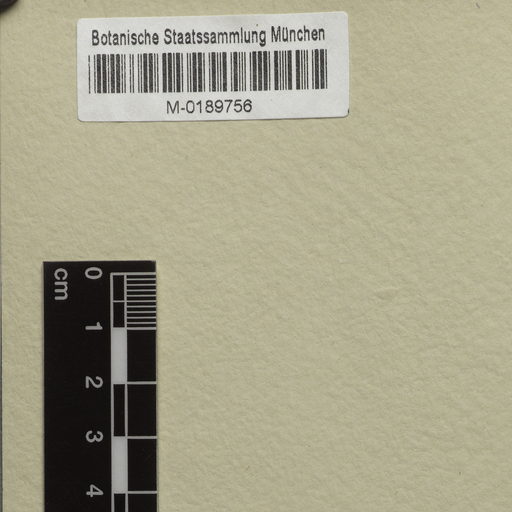 Botanische Staatssammlung München
M-0189756
cm
0
1
2
3
4